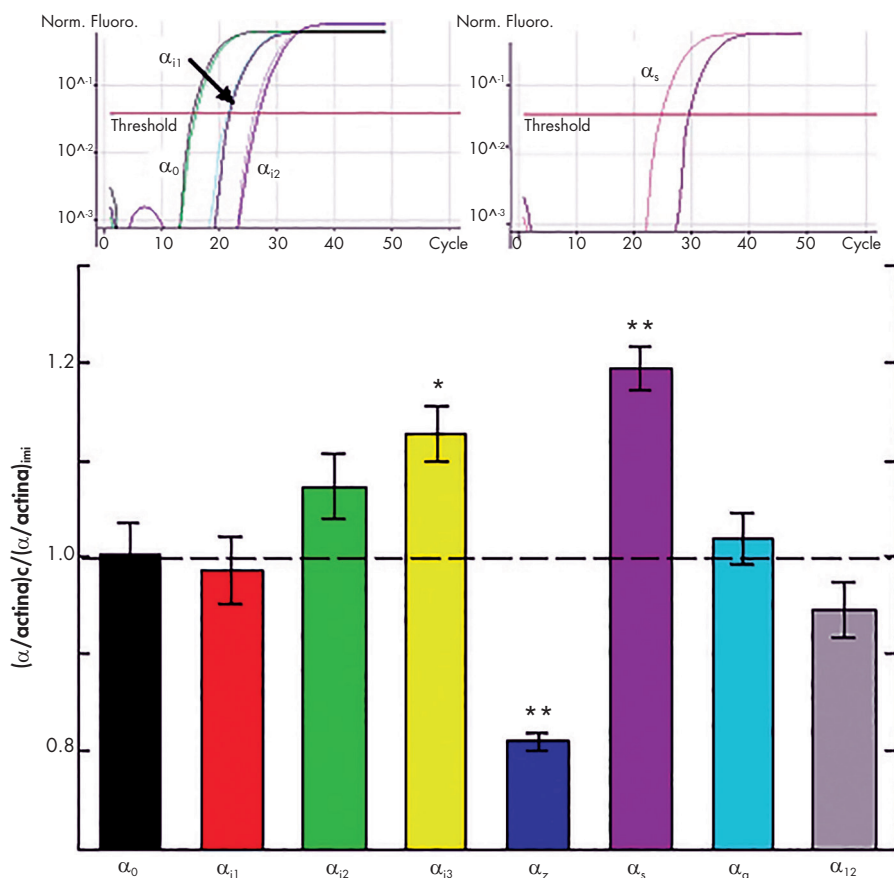 Norm. Fluoro.
10^-1
10^-2
10^-3
αi1
Threshold
α0
αi2
0 10 20 30 40 50 Cycle
Norm. Fluoro.
10^-1
10^-2
10^-3
αs
Threshold
0 10 20 30 40 50 Cycle
(α/actina)c/(α/actina)imi
1.2
1.0
0.8
*
**
**
α0 αi1 αi2 αi3 αz αs αq α12